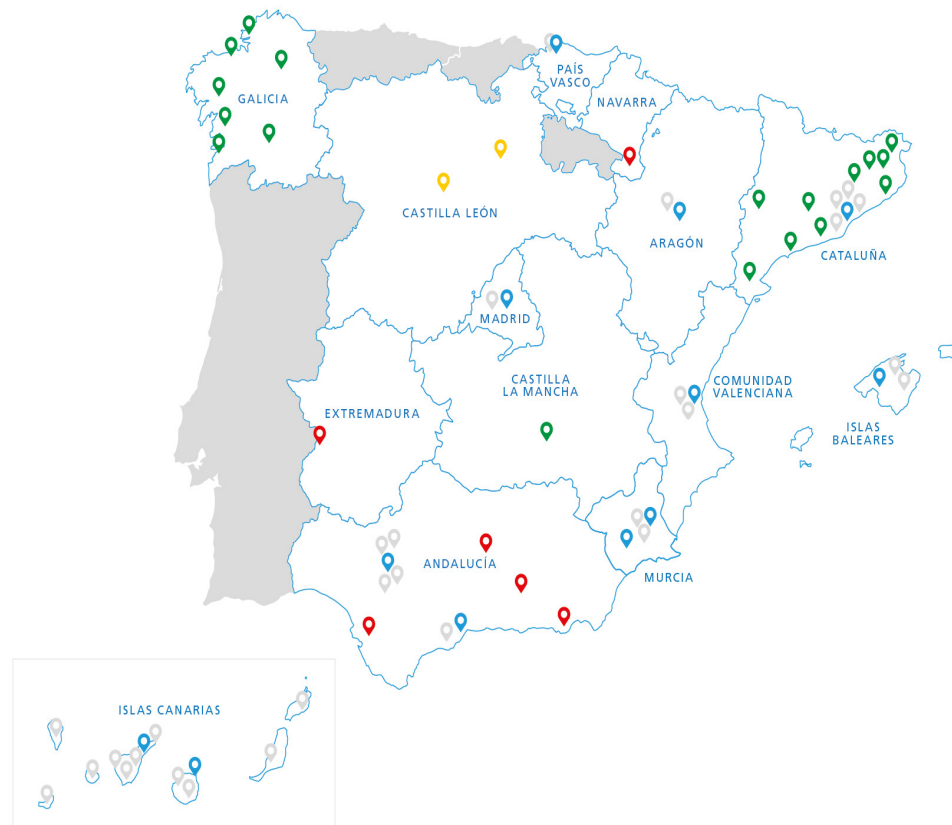 PAÍS
VASCO
NAVARRA
GALICIA
CASTILLA LEÓN
ARAGÓN
CATALUÑA
MADRID
CASTILLA
LA MANCHA
COMUNIDAD
VALENCIANA
EXTREMADURA
ISLAS
BALEARES
ANDALUCÍA
MURCIA
ISLAS CANARIAS